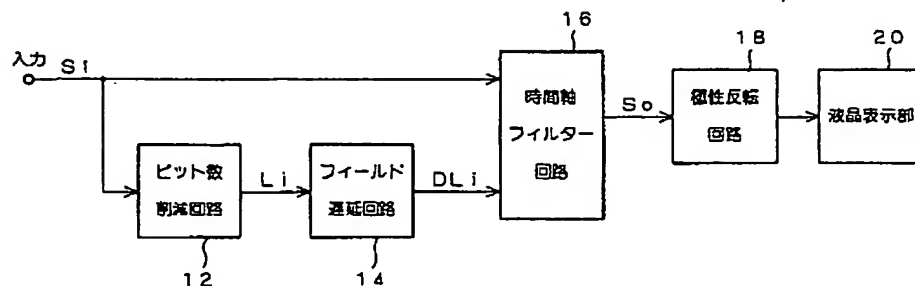 16
18
20
入力
Si
時間軸
フィルター
回路
So
極性反転
回路
液晶表示部
ビット数
削減回路
Li
フィールド
遅延回路
DLi
12
14